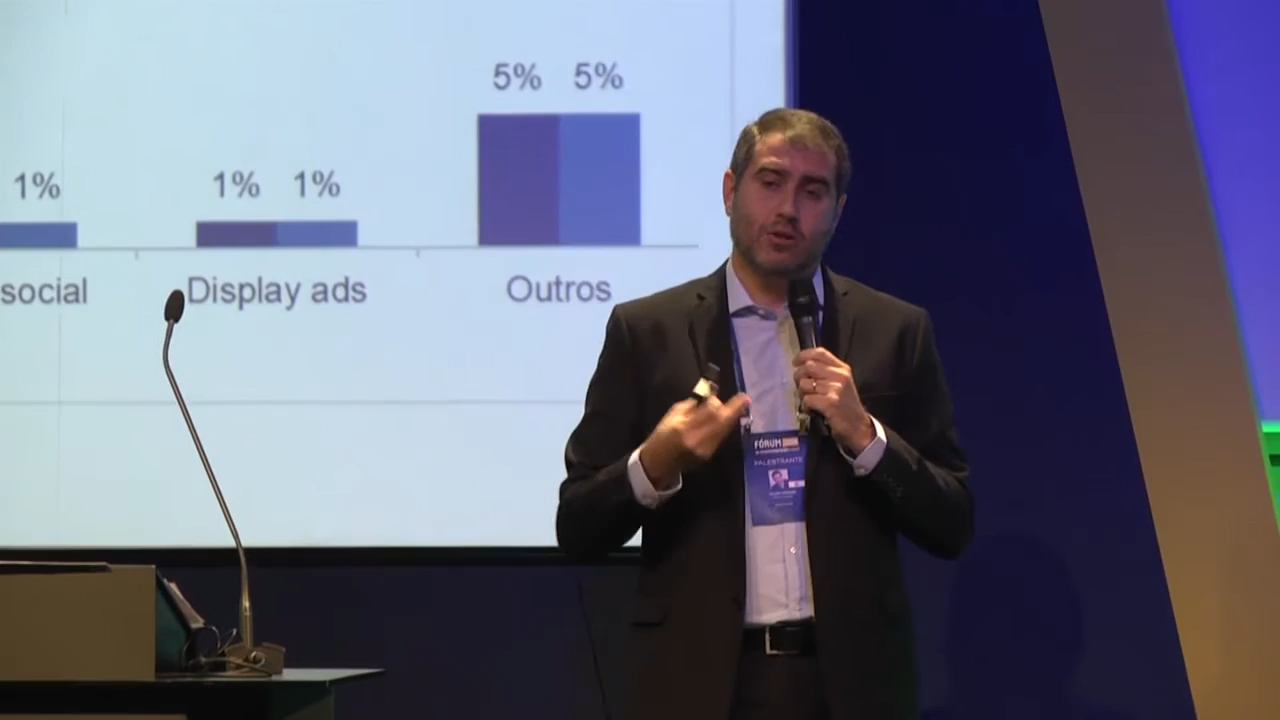 5% 5%
1% 1% 1%
social Display ads Outros
FÓRUM
PALESTRANTE